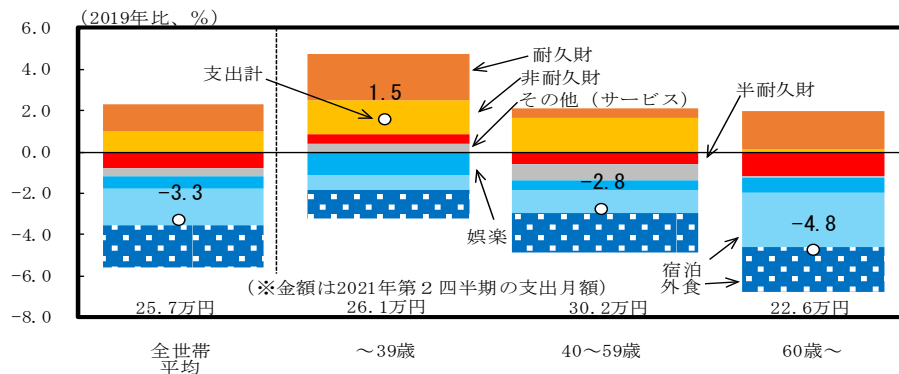 (2019年比、%)
6.0
4.0
2.0
0.0
-2.0
-4.0
-6.0
-8.0
支出計
耐久財
非耐久財
その他（サービス）
半耐久財
1.5
-3.3
-2.8
-4.8
娯楽
宿泊
外食
（※金額は2021年第２四半期の支出月額）
25.7万円
26.1万円
30.2万円
22.6万円
全世帯
平均
～39歳
40～59歳
60歳～